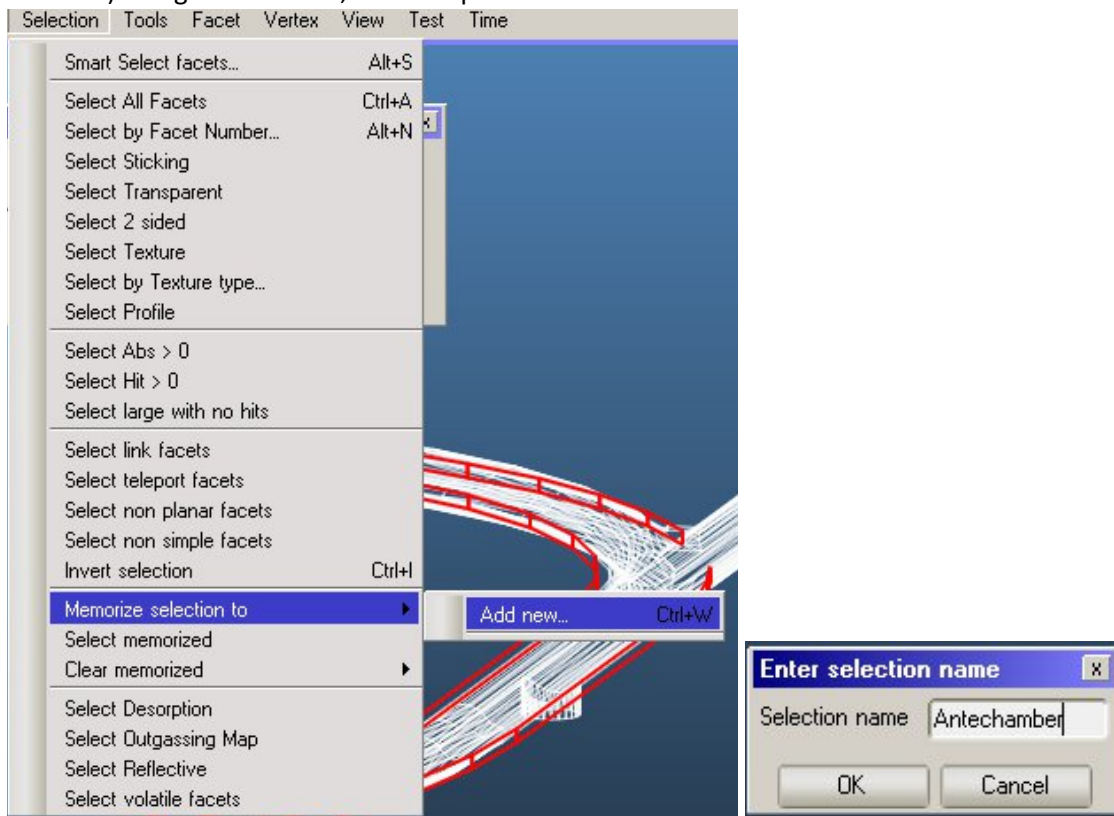 Selection Tools Facet Vertex View Test Time
Smart Select facets... Alt+S
Select All Facets Ctrl+A
Select by Facet Number... Alt+N
Select Sticking
Select Transparent
Select 2 sided
Select Texture
Select by Texture type...
Select Profile
Select Abs > 0
Select Hit > 0
Select large with no hits
Select link facets
Select teleport facets
Select non planar facets
Select non simple facets
Invert selection Ctrl+I
Memorize selection to
Add new... Ctrl+W
Select memorized
Clear memorized
Select Desorption
Select Outgassing Map
Select Reflective
Select volatile facets
Enter selection name
Selection name Antechamber
OK Cancel